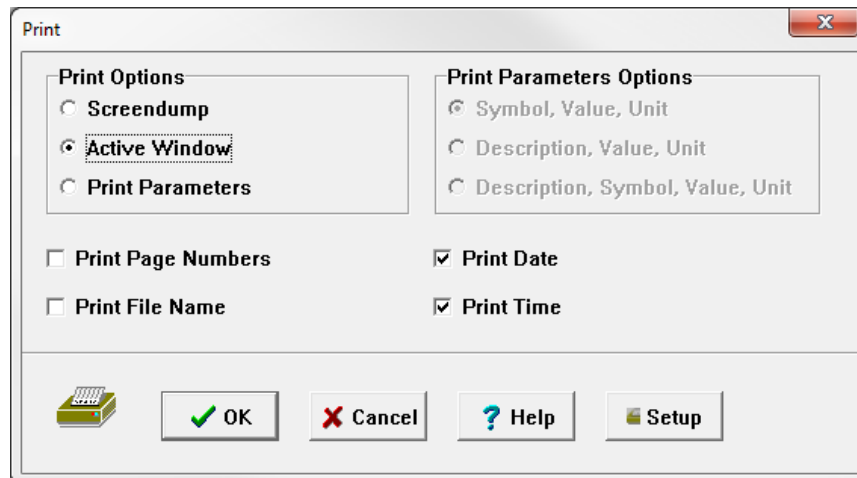 Print
Print Options
Screendump
Active Window
Print Parameters
Print Parameters Options
Symbol, Value, Unit
Description, Value, Unit
Description, Symbol, Value, Unit
Print Page Numbers
Print Date
Print File Name
Print Time
OK
Cancel
Help
Setup